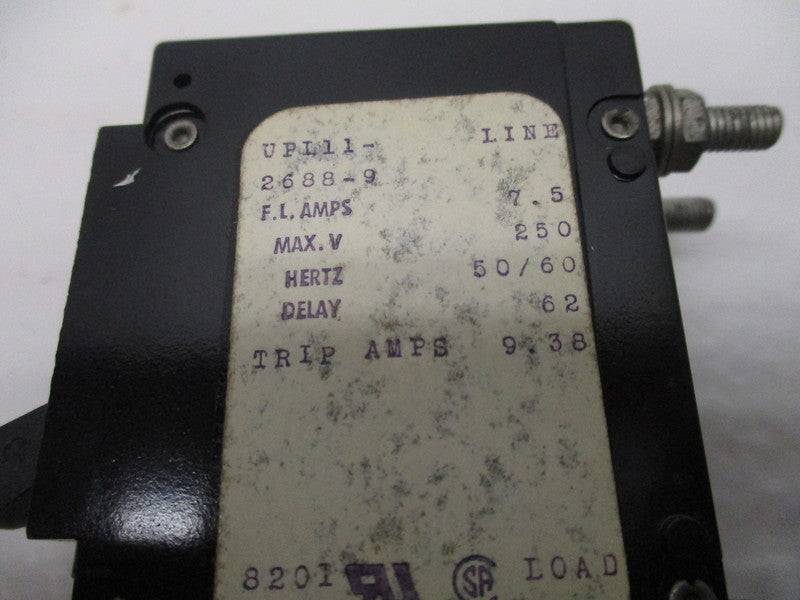 UPL11- LINE
2688-9
F.L. AMPS 7.5
MAX. V 250
HERTZ 50/60
DELAY 62
TRIP AMPS 9.38
8201 LOAD